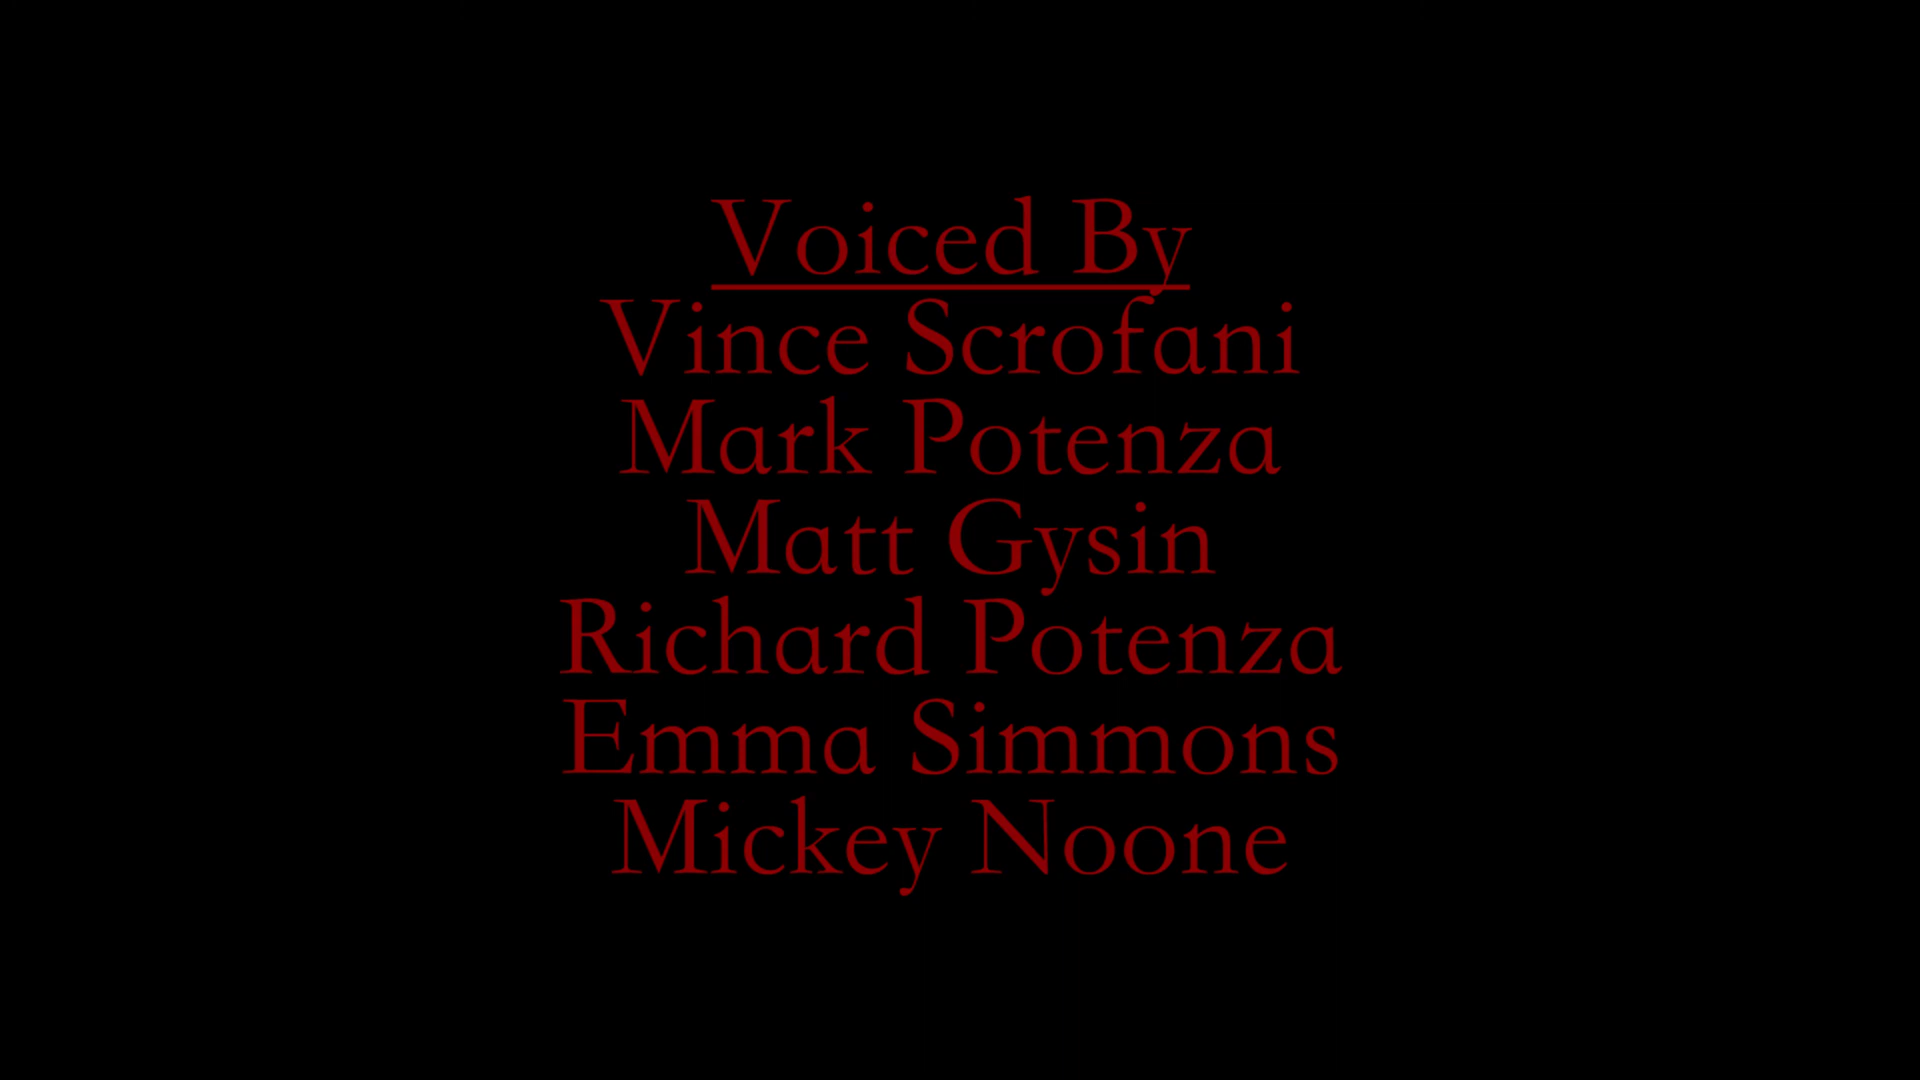 Voiced By
Vince Scrofani
Mark Potenza
Matt Gysin
Richard Potenza
Emma Simmons
Mickey Noone